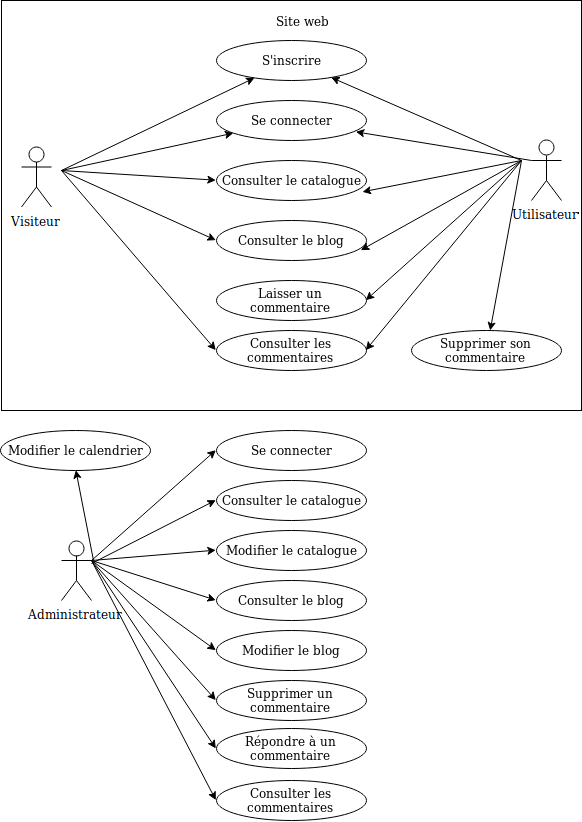 Site web
S'inscrire
Se connecter
Visiteur
Utilisateur
Consulter le catalogue
Consulter le blog
Laisser un
commentaire
Consulter les
commentaires
Supprimer son
commentaire
Modifier le calendrier
Se connecter
Consulter le catalogue
Modifier le catalogue
Administrateur
Consulter le blog
Modifier le blog
Supprimer un
commentaire
Répondre à un
commentaire
Consulter les
commentaires